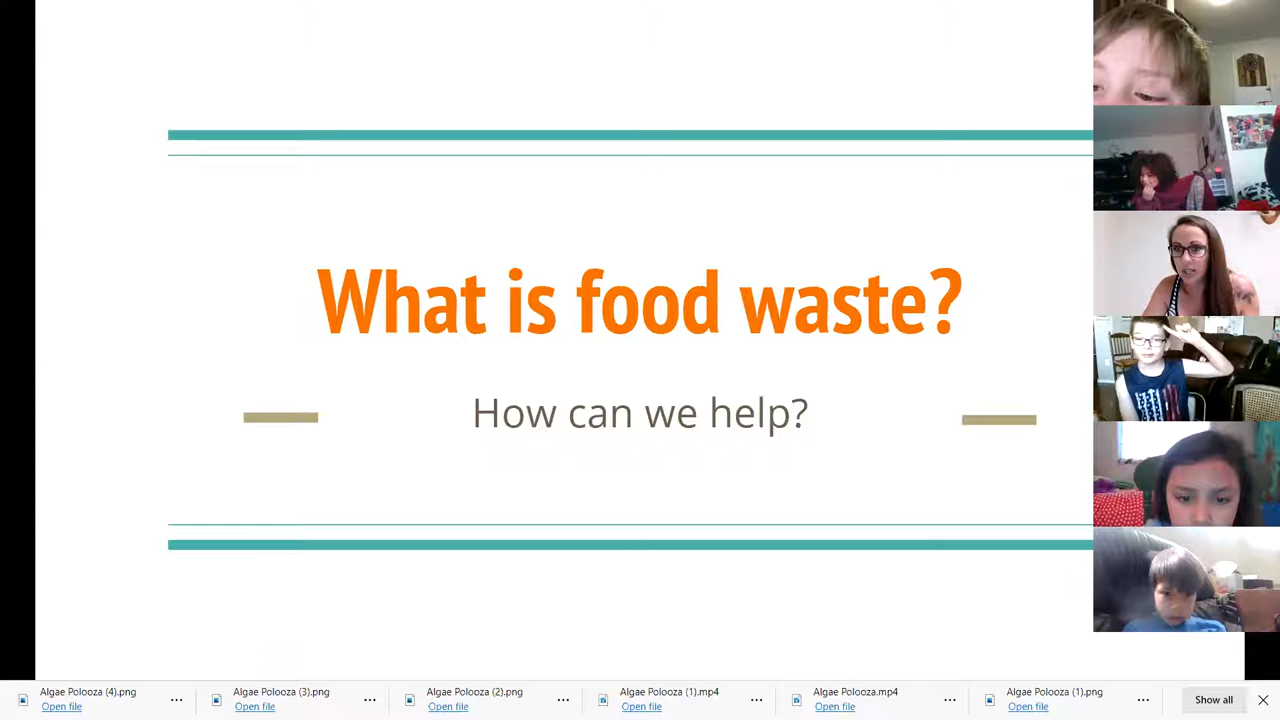 What is food waste?
How can we help?
Algae Polooza (4).png
Open file
Algae Polooza (3).png
Open file
Algae Polooza (2).png
Open file
Algae Polooza (1).mp4
Open file
Algae Polooza.mp4
Open file
Algae Polooza (1).png
Open file
Show all